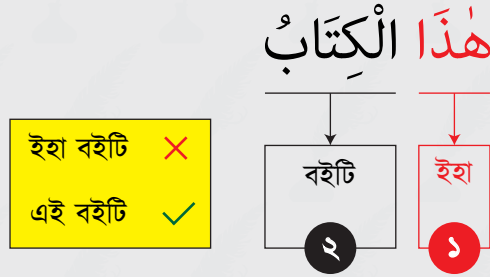 هٰذَا الْكِتَابُ
ইহা
বইটি
১
২
ইহা বইটি ✗
এই বইটি ✓